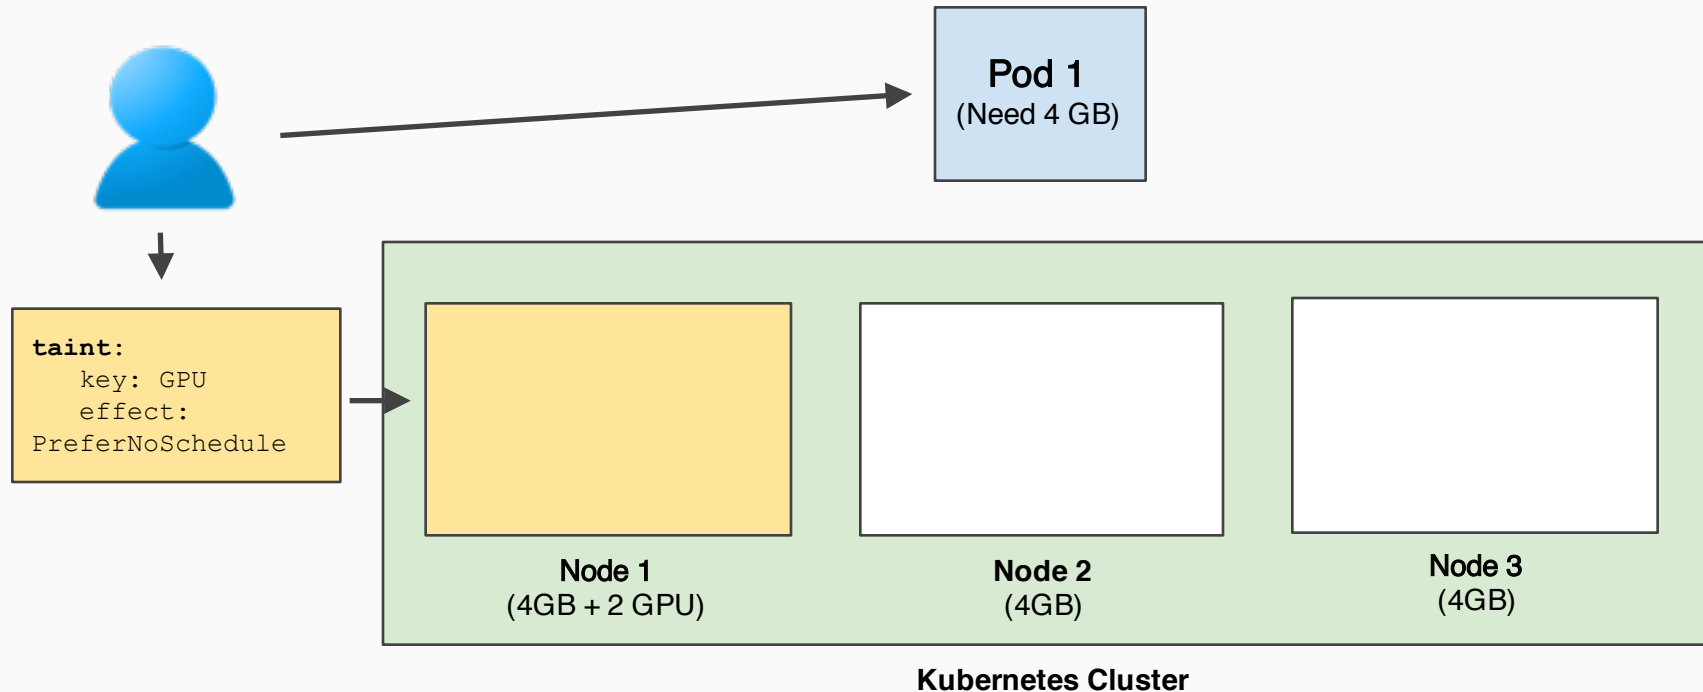 Pod 1
(Need 4 GB)
taint:
key: GPU
effect:
PreferNoSchedule
Node 1
(4GB + 2 GPU)
Node 2
(4GB)
Node 3
(4GB)
Kubernetes Cluster